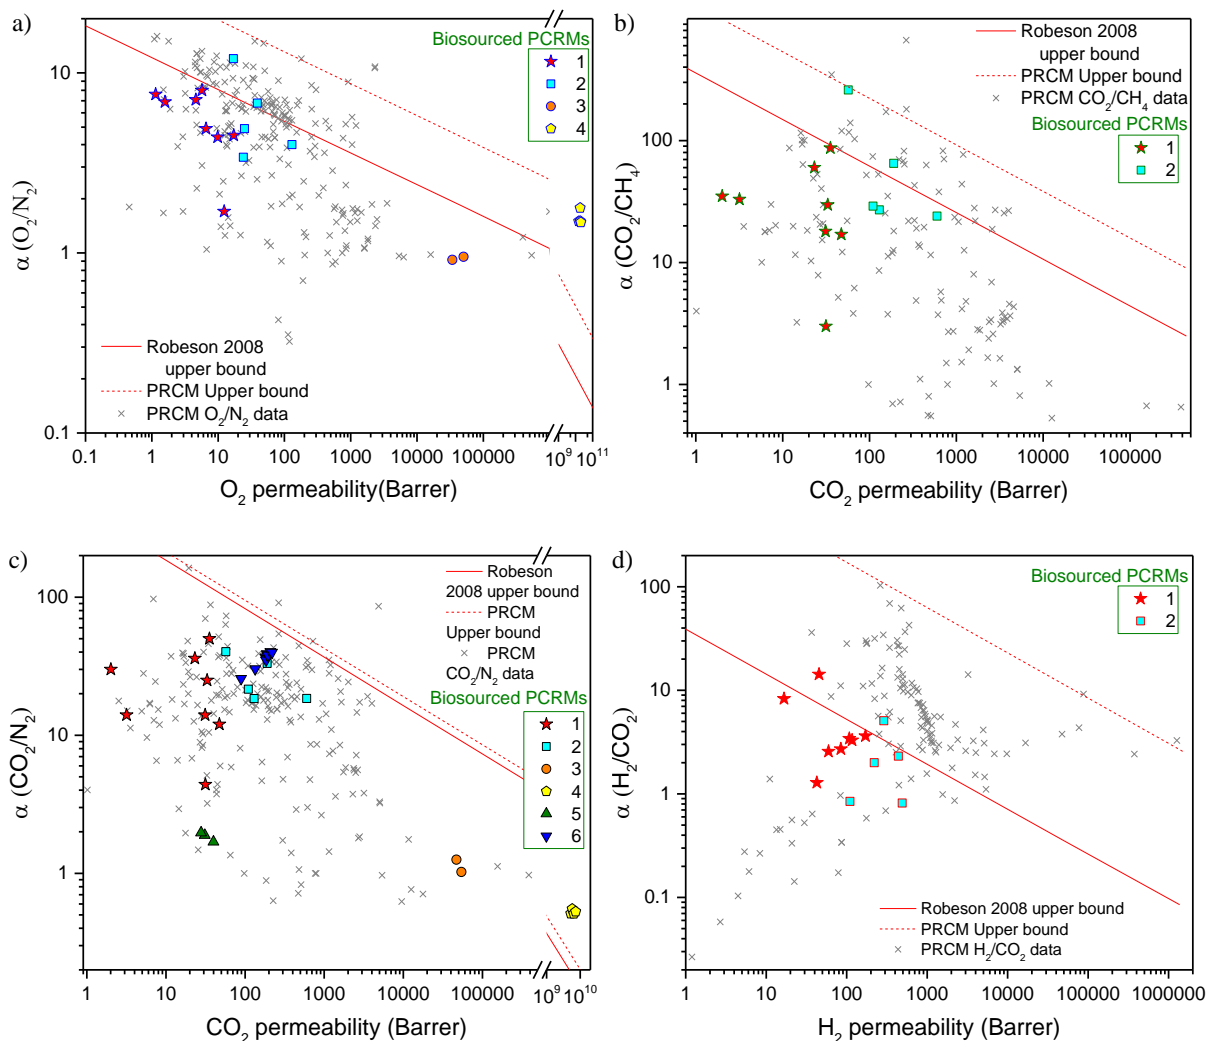 a)
α (O₂/N₂)
10
1
0.1
0.1
1
10
100
1000
10000
100000
10⁹
10¹¹
O₂ permeability(Barrer)
Biosourced PCRMs
1
2
3
4
Robeson 2008
upper bound
PRCM Upper bound
PRCM O₂/N₂ data
b)
α (CO₂/CH₄)
100
10
1
1
10
100
1000
10000
100000
CO₂ permeability (Barrer)
Robeson 2008
upper bound
PRCM Upper bound
PRCM CO₂/CH₄ data
Biosourced PCRMs
1
2
c)
α (CO₂/N₂)
100
10
1
1
10
100
1000
10000
100000
10⁹
10¹⁰
CO₂ permeability (Barrer)
Robeson
2008 upper bound
PRCM
Upper bound
PRCM
CO₂/N₂ data
Biosourced PCRMs
1
2
3
4
5
6
d)
α (H₂/CO₂)
100
10
1
0.1
1
10
100
1000
10000
100000
1000000
H₂ permeability (Barrer)
Biosourced PCRMs
1
2
Robeson 2008 upper bound
PRCM Upper bound
PRCM H₂/CO₂ data